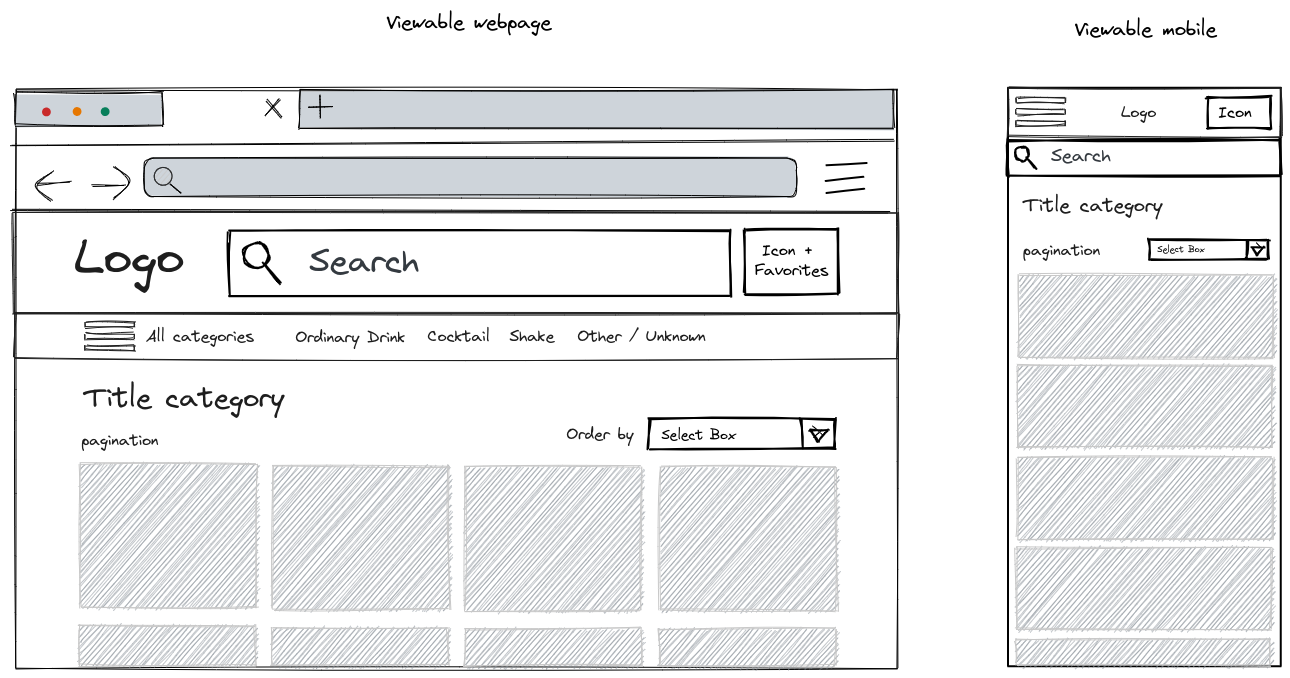 Viewable webpage
Logo
Search
Icon +
Favorites
All categories
Ordinary Drink
Cocktail
Shake
Other / Unknown
Title category
pagination
Order by
Select Box
Viewable mobile
Logo
Icon
Search
Title category
pagination
Select Box